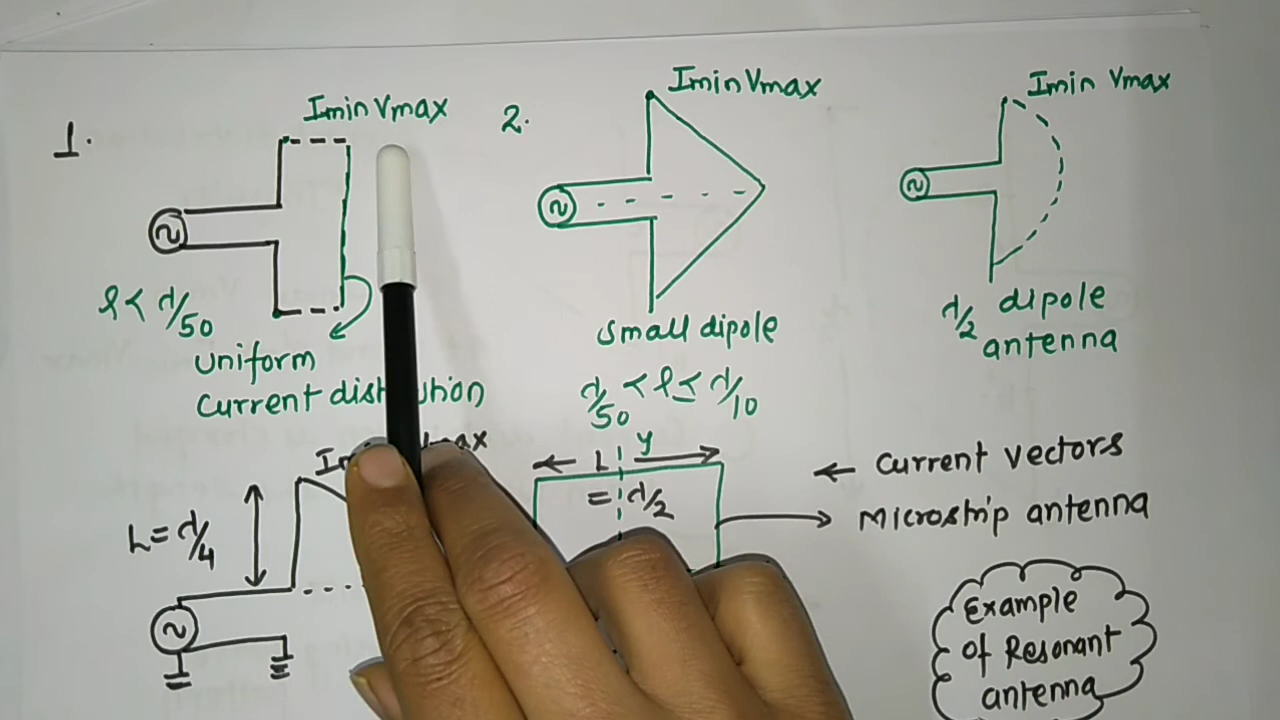 1.
Imin Vmax
l < λ/50
uniform
current dist
2.
Imin Vmax
small dipole
λ/50 < l ≤ λ/10
Imin Vmax
λ/2 dipole
antenna
L = λ/4
y
L
= λ/2
← current vectors
Microstrip antenna
Example
of Resonant
antenna